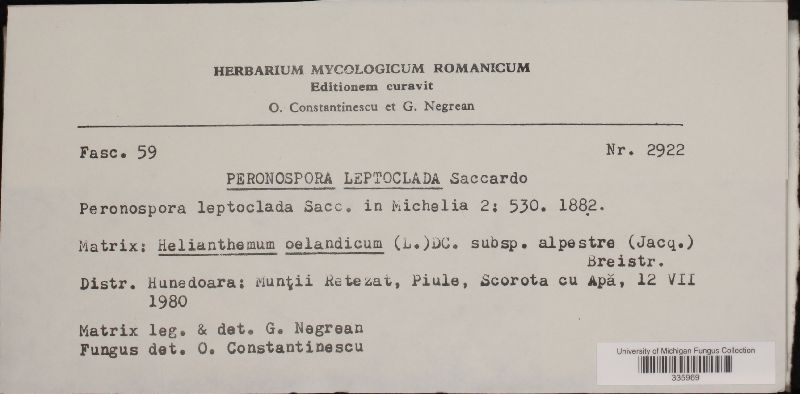 HERBARIUM MYCOLOGICUM ROMANICUM
Editionem curavit
O. Constantinescu et G. Negrean
Fasc. 59 Nr. 2922
PERONOSPORA LEPTOCLADA Saccardo
Peronospora leptoclada Sacc. in Michelia 2: 530. 1882.
Matrix: Helianthemum oelandicum (L.)DC. subsp. alpestre (Jacq.)
Breistr.
Distr. Hunedoara: Munţii Retezat, Piule, Scorota cu Apă, 12 VII
1980
Matrix leg. & det. G. Negrean
Fungus det. O. Constantinescu
University of Michigan Fungus Collection
335969